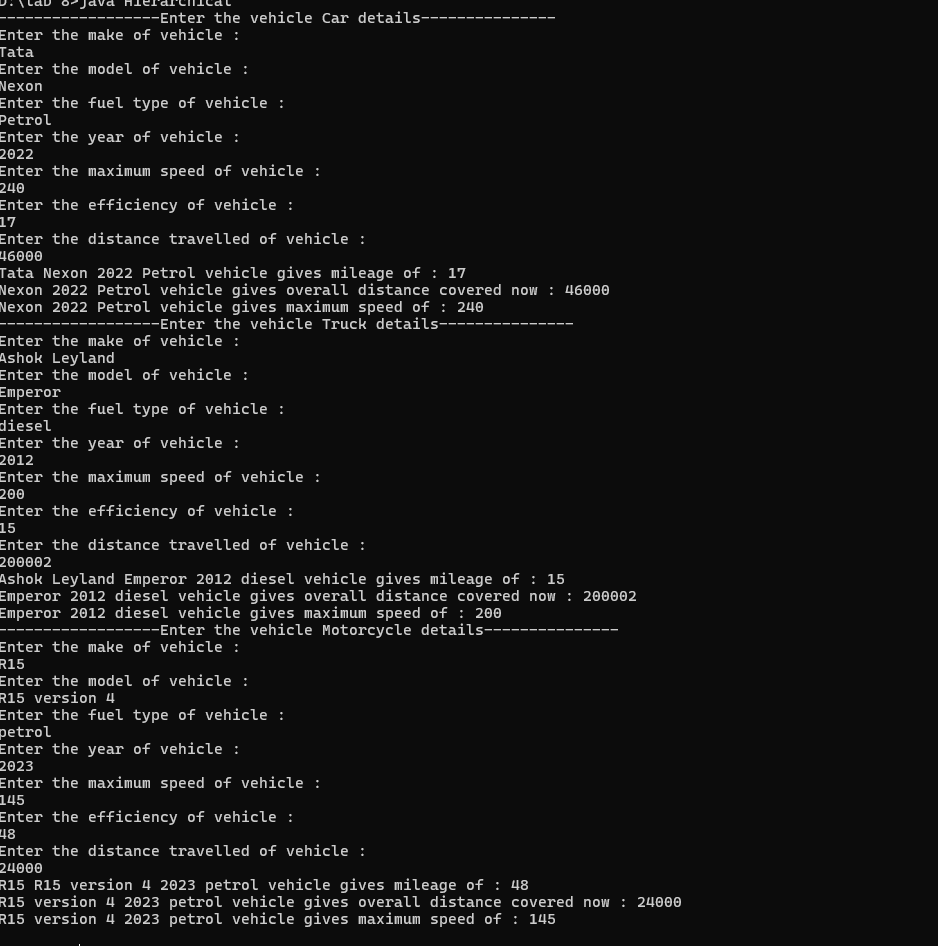 D:\lab 8>java Hierarchical
------------------Enter the vehicle Car details---------------
Enter the make of vehicle :
Tata
Enter the model of vehicle :
Nexon
Enter the fuel type of vehicle :
Petrol
Enter the year of vehicle :
2022
Enter the maximum speed of vehicle :
240
Enter the efficiency of vehicle :
17
Enter the distance travelled of vehicle :
46000
Tata Nexon 2022 Petrol vehicle gives mileage of : 17
Nexon 2022 Petrol vehicle gives overall distance covered now : 46000
Nexon 2022 Petrol vehicle gives maximum speed of : 240
------------------Enter the vehicle Truck details---------------
Enter the make of vehicle :
Ashok Leyland
Enter the model of vehicle :
Emperor
Enter the fuel type of vehicle :
diesel
Enter the year of vehicle :
2012
Enter the maximum speed of vehicle :
200
Enter the efficiency of vehicle :
15
Enter the distance travelled of vehicle :
200002
Ashok Leyland Emperor 2012 diesel vehicle gives mileage of : 15
Emperor 2012 diesel vehicle gives overall distance covered now : 200002
Emperor 2012 diesel vehicle gives maximum speed of : 200
------------------Enter the vehicle Motorcycle details---------------
Enter the make of vehicle :
R15
Enter the model of vehicle :
R15 version 4
Enter the fuel type of vehicle :
petrol
Enter the year of vehicle :
2023
Enter the maximum speed of vehicle :
145
Enter the efficiency of vehicle :
48
Enter the distance travelled of vehicle :
24000
R15 R15 version 4 2023 petrol vehicle gives mileage of : 48
R15 version 4 2023 petrol vehicle gives overall distance covered now : 24000
R15 version 4 2023 petrol vehicle gives maximum speed of : 145